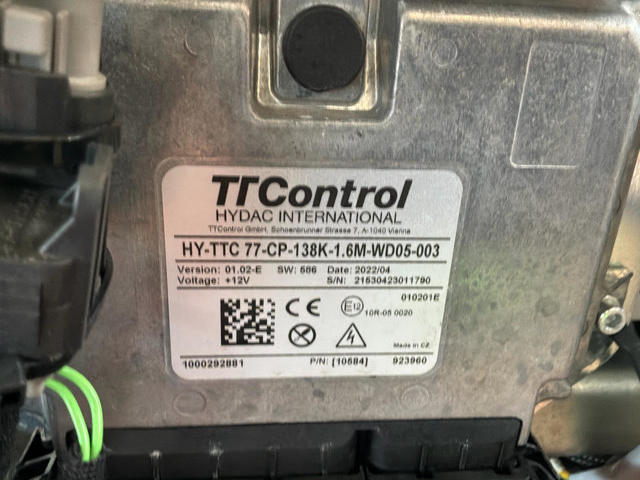 TTControl
HYDAC INTERNATIONAL
TTControl GmbH, Schoenbrunner Strasse 7, A-1040 Vienna
HY-TTC 77-CP-138K-1.6M-WD05-003
Version: 01.02-E SW: 586 Date: 2022/04
Voltage: +12V S/N: 21530423011790
010201E
CE E12 10R-05 0020
Made in CZ
1000292881 P/N: [10584] 923960